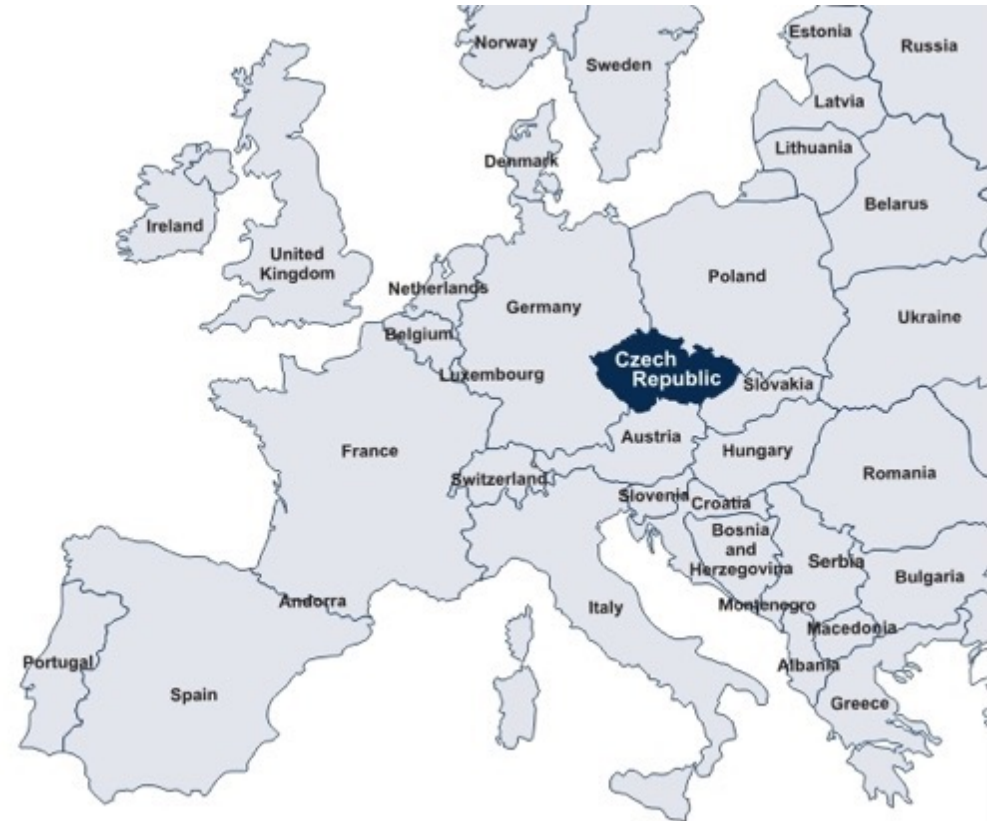 Norway
Sweden
Estonia
Russia
Latvia
Lithuania
Denmark
Belarus
Ireland
United
Kingdom
Netherlands
Germany
Poland
Belgium
Ukraine
Luxembourg
Czech
Republic
Slovakia
France
Austria
Hungary
Switzerland
Romania
Slovenia
Croatia
Bosnia
and
Herzegovina
Serbia
Bulgaria
Andorra
Italy
Montenegro
Macedonia
Portugal
Spain
Albania
Greece